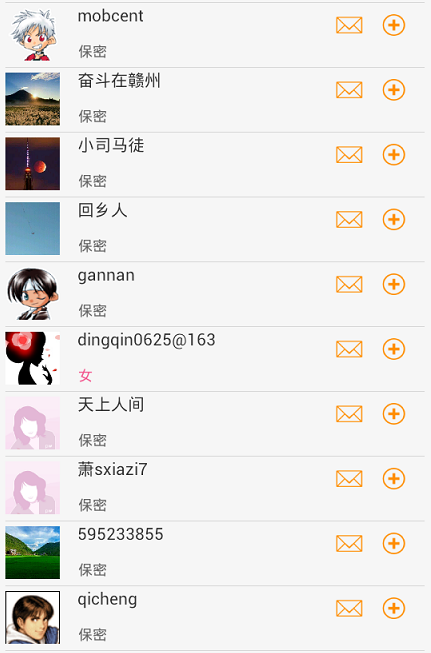 mobcent
保密
奋斗在赣州
保密
小司马徒
保密
回乡人
保密
gannan
保密
dingqin0625@163
女
天上人间
保密
萧sxiazi7
保密
595233855
保密
qicheng
保密